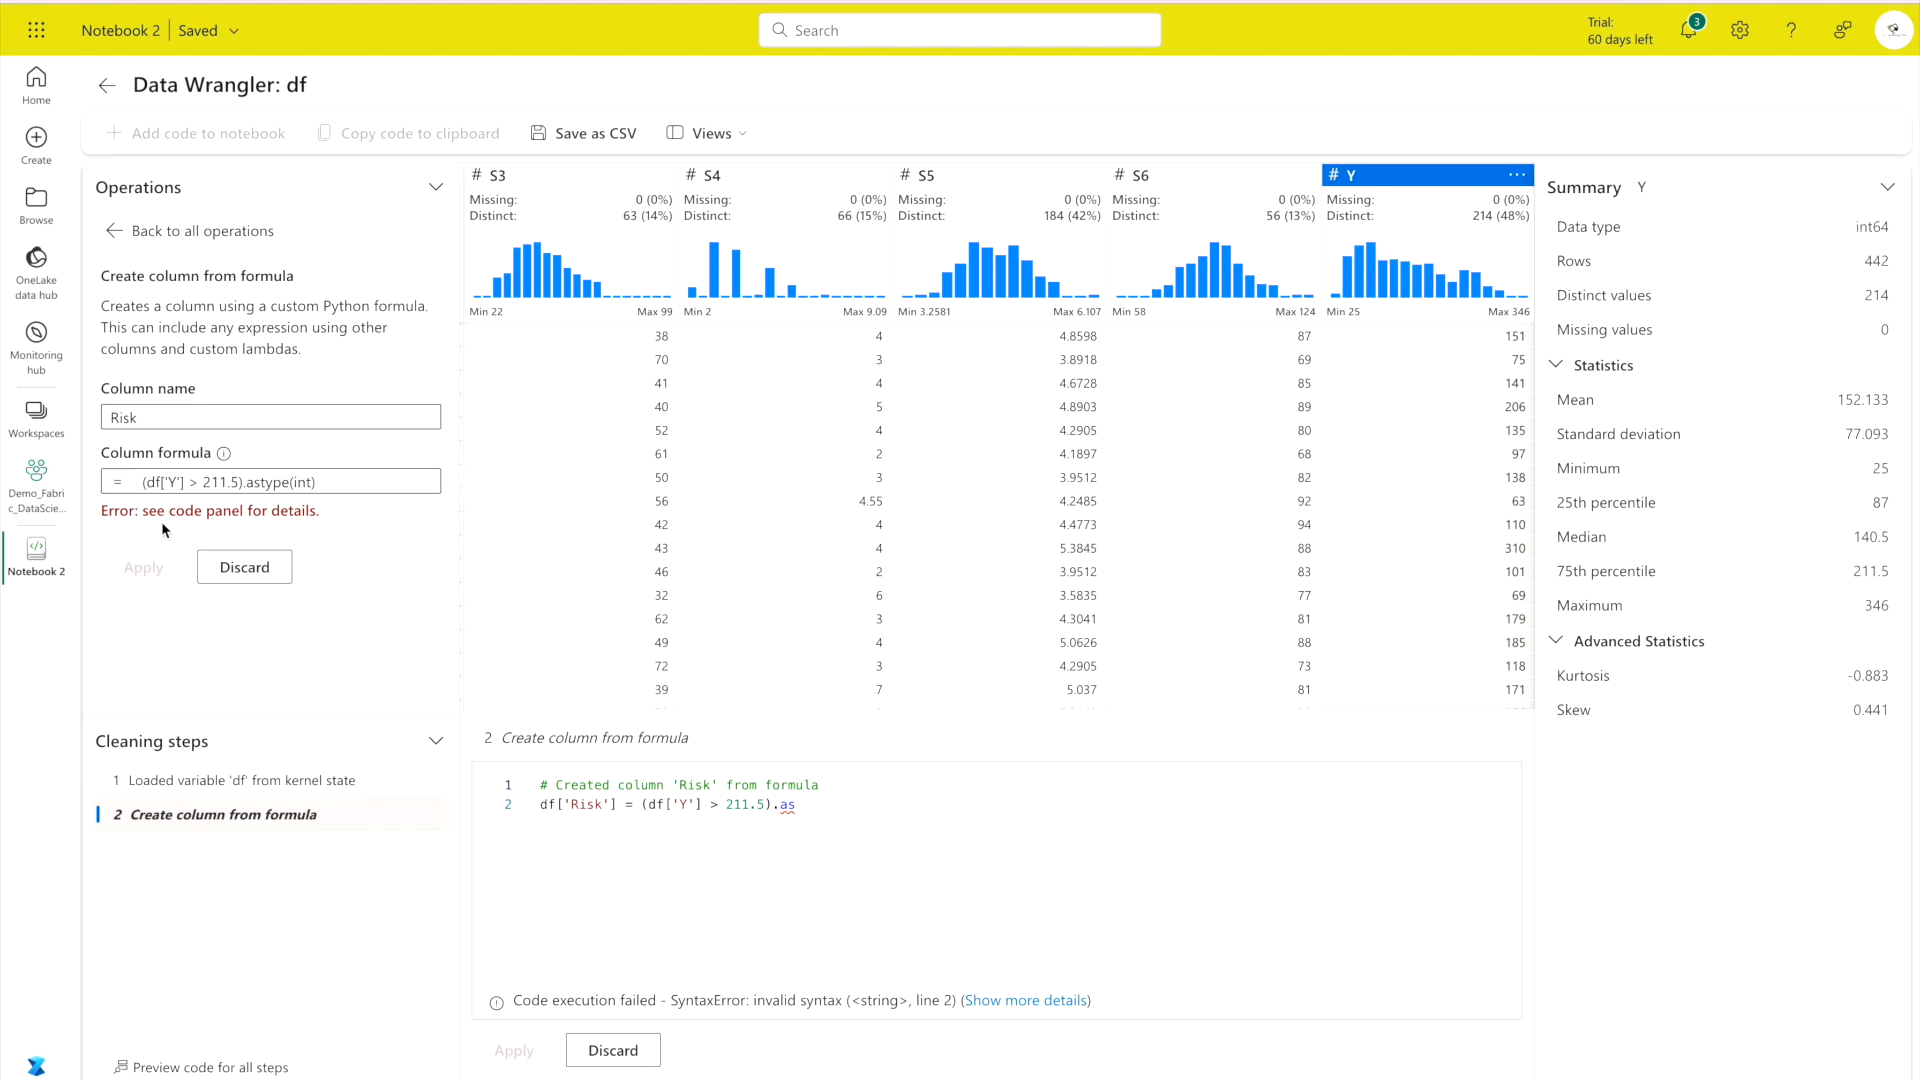 Notebook 2 | Saved
Search
Trial:
60 days left
3
Home
Create
Browse
OneLake
data hub
Monitoring
hub
Workspaces
Demo_Fabri
c_DataScie...
Notebook 2
Data Wrangler: df
Add code to notebook
Copy code to clipboard
Save as CSV
Views
Operations
Back to all operations
Create column from formula
Creates a column using a custom Python formula.
This can include any expression using other
columns and custom lambdas.
Column name
Risk
Column formula
= (df['Y'] > 211.5).astype(int)
Error: see code panel for details.
Apply
Discard
Cleaning steps
1 Loaded variable 'df' from kernel state
2 Create column from formula
Preview code for all steps
# S3 # S4 # S5 # S6 # Y ...
Missing: 0 (0%) Missing: 0 (0%) Missing: 0 (0%) Missing: 0 (0%) Missing: 0 (0%)
Distinct: 63 (14%) Distinct: 66 (15%) Distinct: 184 (42%) Distinct: 56 (13%) Distinct: 214 (48%)
Min 22 Max 99 Min 2 Max 9.09 Min 3.2581 Max 6.107 Min 58 Max 124 Min 25 Max 346
38 4 4.8598 87 151
70 3 3.8918 69 75
41 4 4.6728 85 141
40 5 4.8903 89 206
52 4 4.2905 80 135
61 2 4.1897 68 97
50 3 3.9512 82 138
56 4.55 4.2485 92 63
42 4 4.4773 94 110
43 4 5.3845 88 310
46 2 3.9512 83 101
32 6 3.5835 77 69
62 3 4.3041 81 179
49 4 5.0626 88 185
72 3 4.2905 73 118
39 7 5.037 81 171
2 Create column from formula
1 # Created column 'Risk' from formula
2 df['Risk'] = (df['Y'] > 211.5).as
Code execution failed - SyntaxError: invalid syntax (<string>, line 2) (Show more details)
Apply
Discard
Summary Y
Data type int64
Rows 442
Distinct values 214
Missing values 0
Statistics
Mean 152.133
Standard deviation 77.093
Minimum 25
25th percentile 87
Median 140.5
75th percentile 211.5
Maximum 346
Advanced Statistics
Kurtosis -0.883
Skew 0.441